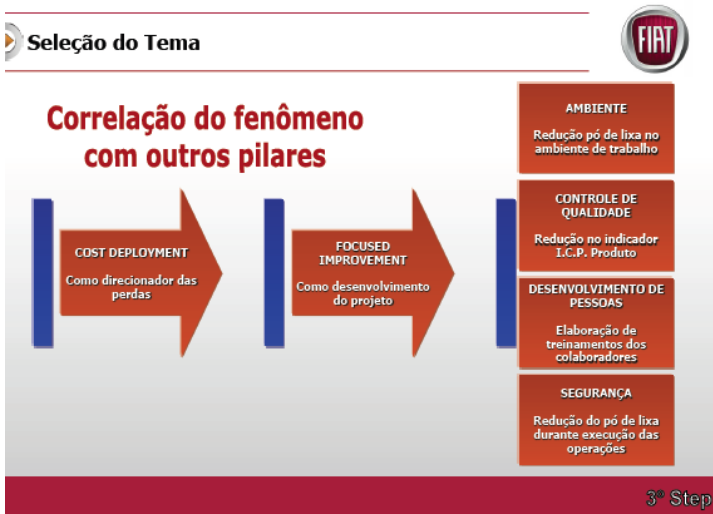 Seleção do Tema
FIAT
Correlação do fenômeno
com outros pilares
COST DEPLOYMENT
Como direcionador das
perdas
FOCUSED
IMPROVEMENT
Como desenvolvimento
do projeto
AMBIENTE
Redução pó de lixa no
ambiente de trabalho
CONTROLE DE
QUALIDADE
Redução no indicador
I.C.P. Produto
DESENVOLVIMENTO DE
PESSOAS
Elaboração de
treinamentos dos
colaboradores
SEGURANÇA
Redução do pó de lixa
durante execução das
operações
3º Step